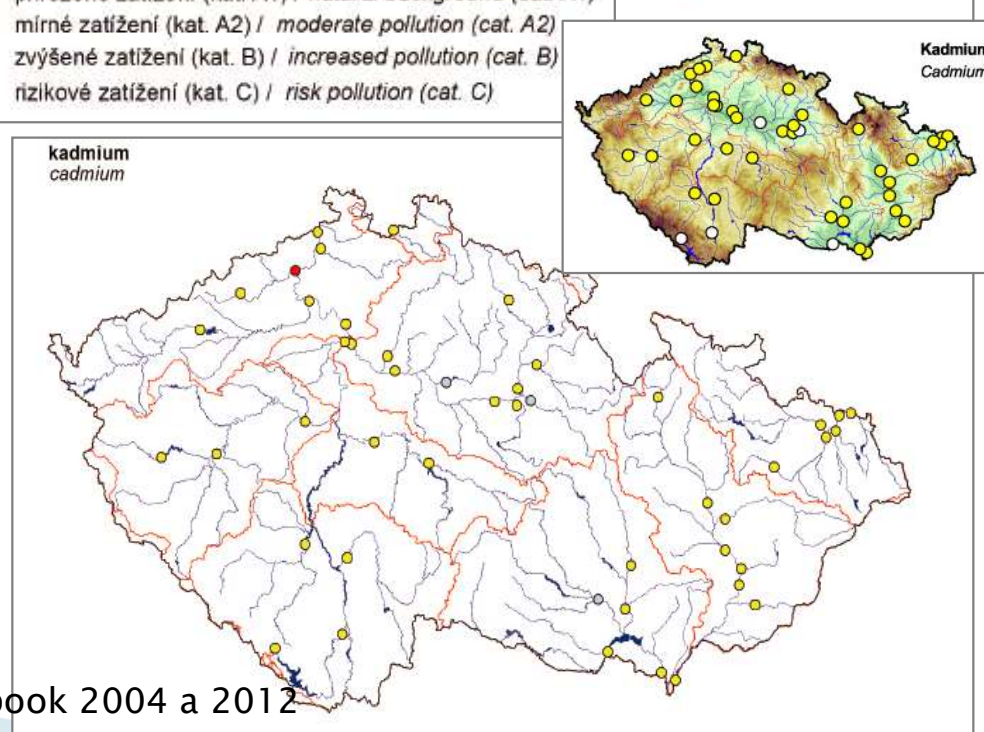 mírné zatížení (kat. A2) / moderate pollution (cat. A2)
zvýšené zatížení (kat. B) / increased pollution (cat. B)
rizikové zatížení (kat. C) / risk pollution (cat. C)
Kadmium
Cadmium
kadmium
cadmium
book 2004 a 2012